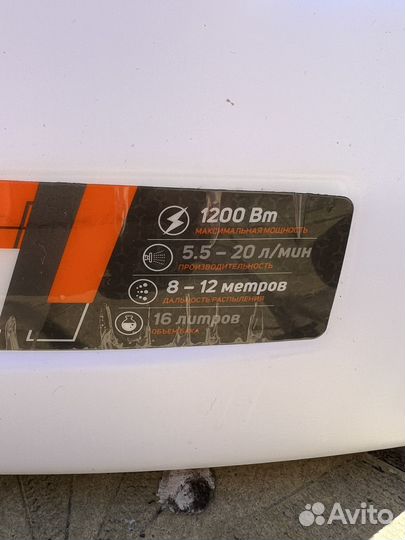 1200 Вт
МАКСИМАЛЬНАЯ МОЩНОСТЬ
5.5 – 20 л/мин
ПРОИЗВОДИТЕЛЬНОСТЬ
8 – 12 метров
ДАЛЬНОСТЬ РАСПЫЛЕНИЯ
16 литров
ОБЪЕМ БАКА
Avito